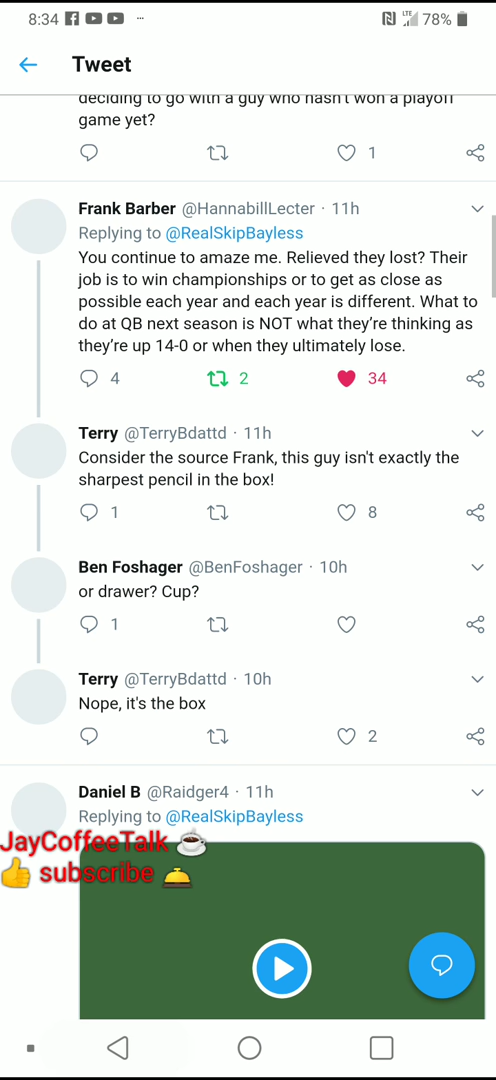 8:34
LTE
78%
Tweet
deciding to go with a guy who hasn't won a playoff
game yet?
1
Frank Barber @HannabillLecter · 11h
Replying to @RealSkipBayless
You continue to amaze me. Relieved they lost? Their
job is to win championships or to get as close as
possible each year and each year is different. What to
do at QB next season is NOT what they're thinking as
they're up 14-0 or when they ultimately lose.
4 2 34
Terry @TerryBdattd · 11h
Consider the source Frank, this guy isn't exactly the
sharpest pencil in the box!
1 8
Ben Foshager @BenFoshager · 10h
or drawer? Cup?
1
Terry @TerryBdattd · 10h
Nope, it's the box
2
Daniel B @Raidger4 · 11h
Replying to @RealSkipBayless
JayCoffeeTalk ☕
👍 subscribe 🛎